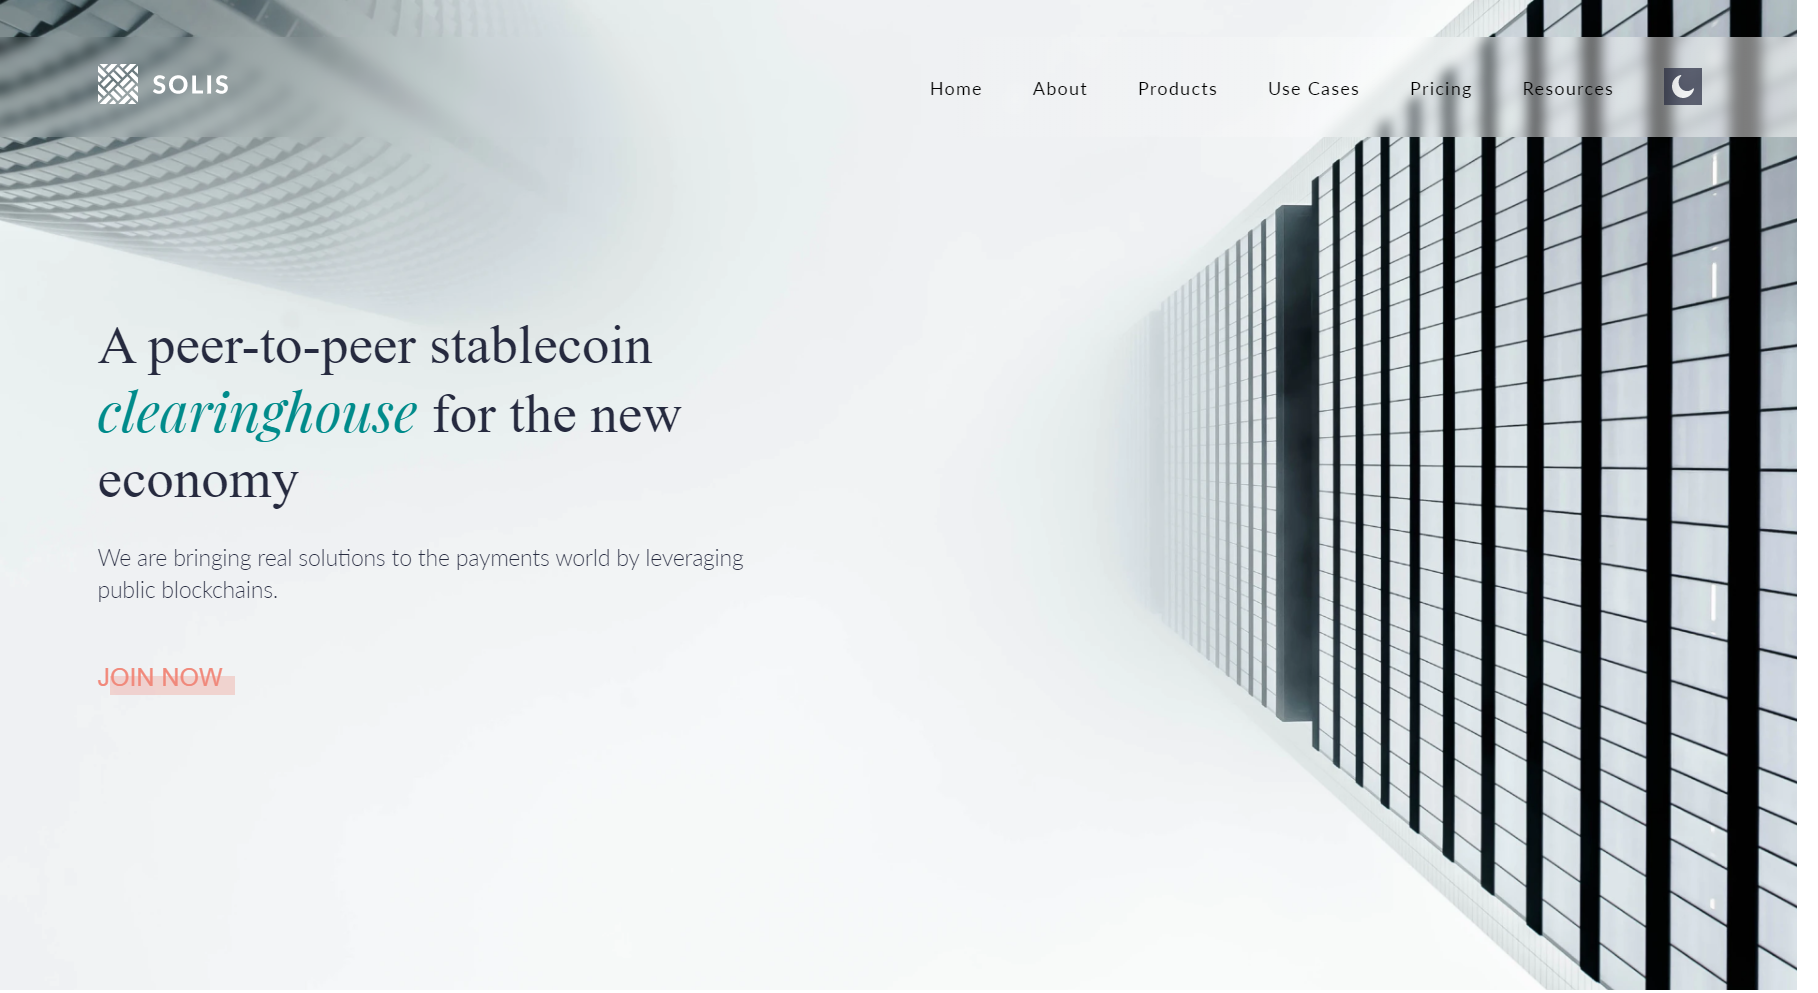 SOLIS
Home About Products Use Cases Pricing Resources
A peer-to-peer stablecoin
clearinghouse for the new
economy
We are bringing real solutions to the payments world by leveraging
public blockchains.
JOIN NOW